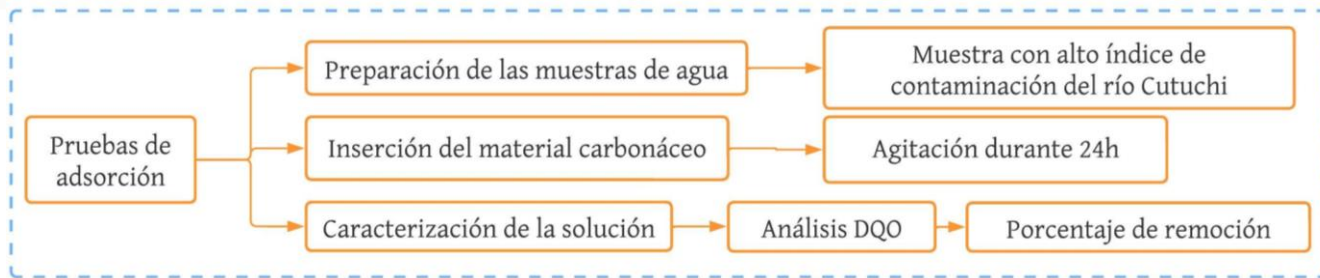 Pruebas de
adsorción
Preparación de las muestras de agua
Muestra con alto índice de
contaminación del río Cutuchi
Inserción del material carbonáceo
Agitación durante 24h
Caracterización de la solución
Análisis DQO
Porcentaje de remoción